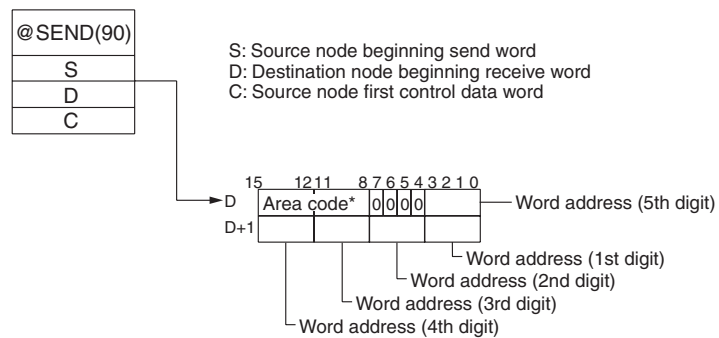 @SEND(90)
S
D
C
S: Source node beginning send word
D: Destination node beginning receive word
C: Source node first control data word
15 12 11 8 7 6 5 4 3 2 1 0
D Area code* 0 0 0 0 Word address (5th digit)
D+1
Word address (1st digit)
Word address (2nd digit)
Word address (3rd digit)
Word address (4th digit)